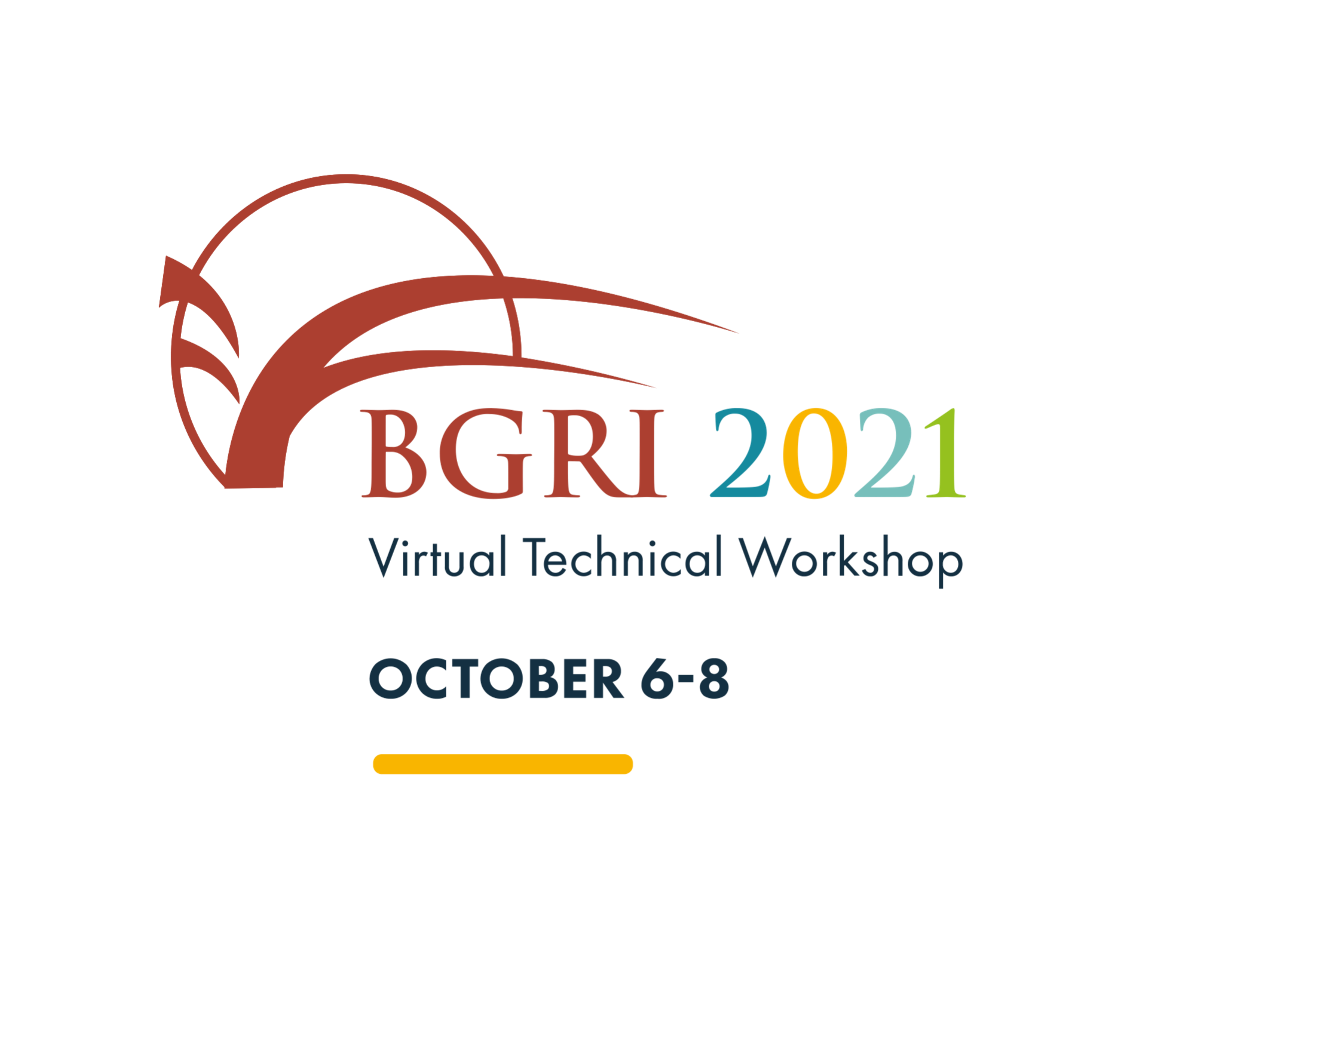 BGRI 2021
Virtual Technical Workshop
OCTOBER 6-8